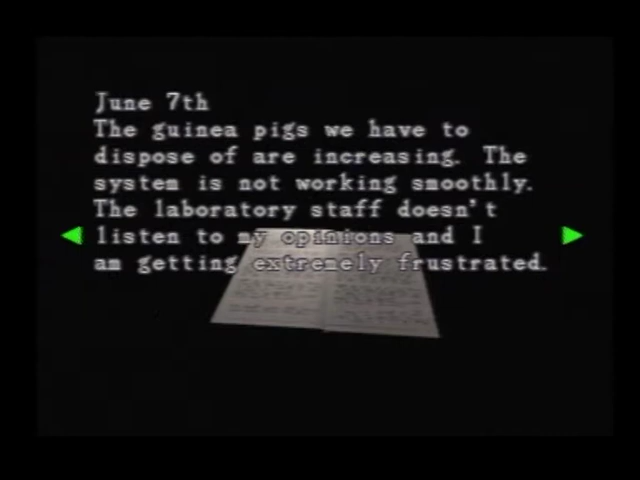 June 7th
The guinea pigs we have to
dispose of are increasing. The
system is not working smoothly.
The laboratory staff doesn't
listen to my opinions and I
am getting extremely frustrated.